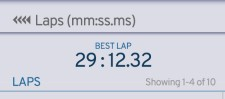 Laps (mm:ss.ms)
BEST LAP
29:12.32
LAPS Showing 1-4 of 10